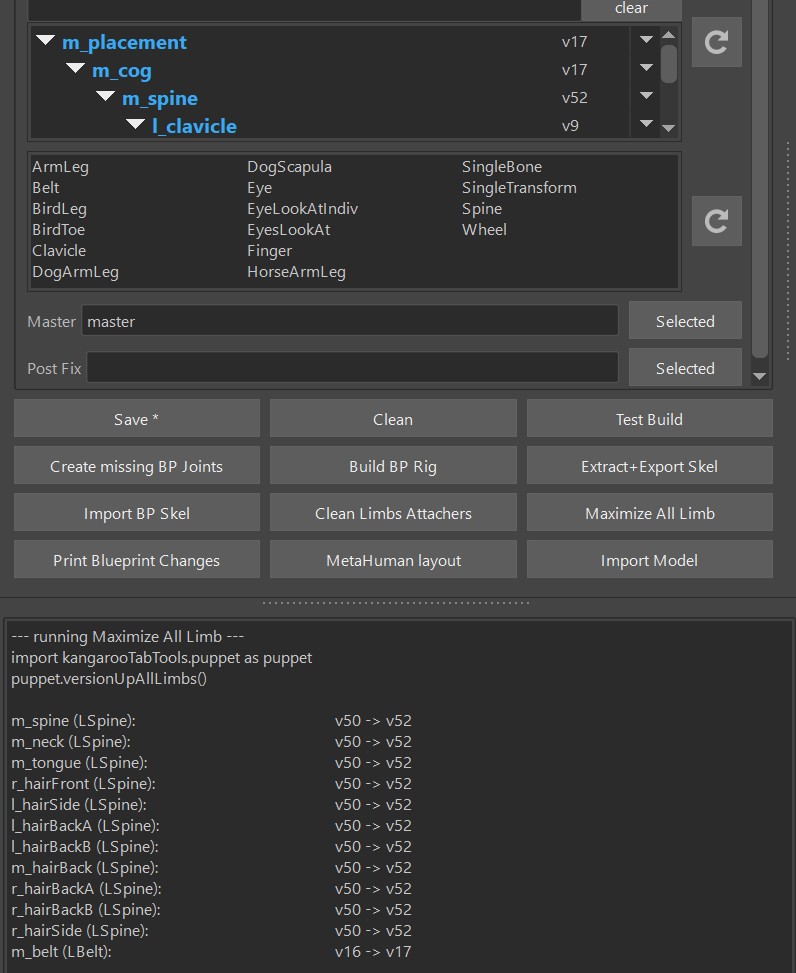 clear
m_placement v17
m_cog v17
m_spine v52
l_clavicle v9
ArmLeg DogScapula SingleBone
Belt Eye SingleTransform
BirdLeg EyeLookAtIndiv Spine
BirdToe EyesLookAt Wheel
Clavicle Finger
DogArmLeg HorseArmLeg
Master master Selected
Post Fix Selected
Save * Clean Test Build
Create missing BP Joints Build BP Rig Extract+Export Skel
Import BP Skel Clean Limbs Attachers Maximize All Limb
Print Blueprint Changes MetaHuman layout Import Model
--- running Maximize All Limb ---
import kangarooTabTools.puppet as puppet
puppet.versionUpAllLimbs()
m_spine (LSpine): v50 -> v52
m_neck (LSpine): v50 -> v52
m_tongue (LSpine): v50 -> v52
r_hairFront (LSpine): v50 -> v52
l_hairSide (LSpine): v50 -> v52
l_hairBackA (LSpine): v50 -> v52
l_hairBackB (LSpine): v50 -> v52
m_hairBack (LSpine): v50 -> v52
r_hairBackA (LSpine): v50 -> v52
r_hairBackB (LSpine): v50 -> v52
r_hairSide (LSpine): v50 -> v52
m_belt (LBelt): v16 -> v17